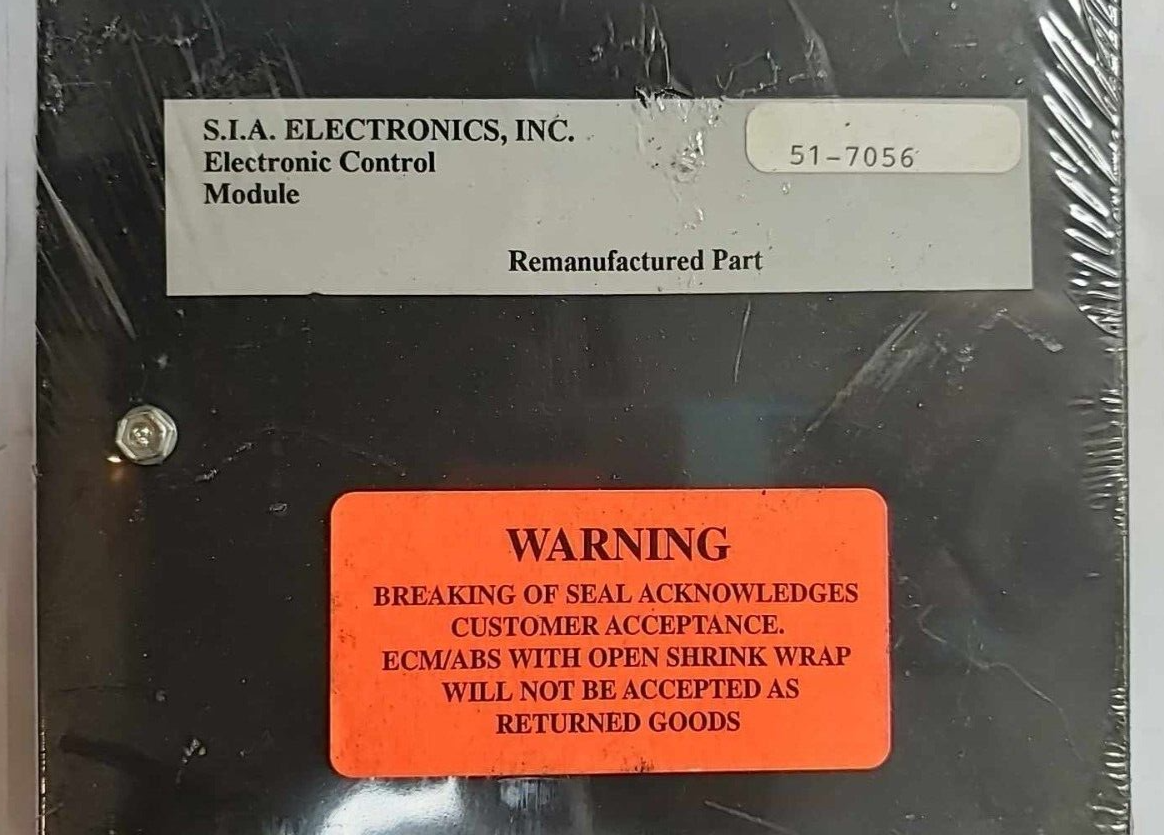 S.I.A. ELECTRONICS, INC.
51-7056
Electronic Control
Module
Remanufactured Part
WARNING
BREAKING OF SEAL ACKNOWLEDGES
CUSTOMER ACCEPTANCE.
ECM/ABS WITH OPEN SHRINK WRAP
WILL NOT BE ACCEPTED AS
RETURNED GOODS